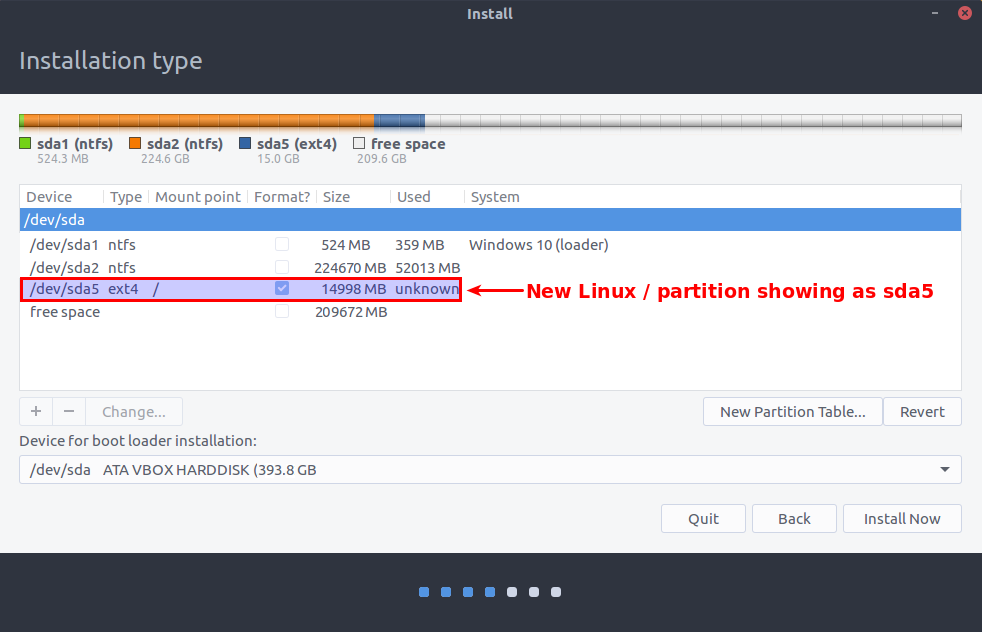 Install
Installation type
sda1 (ntfs) sda2 (ntfs) sda5 (ext4) free space
524.3 MB 224.6 GB 15.0 GB 209.6 GB
Device Type Mount point Format? Size Used System
/dev/sda
/dev/sda1 ntfs 524 MB 359 MB Windows 10 (loader)
/dev/sda2 ntfs 224670 MB 52013 MB
/dev/sda5 ext4 / 14998 MB unknown New Linux / partition showing as sda5
free space 209672 MB
+ − Change... New Partition Table... Revert
Device for boot loader installation:
/dev/sda ATA VBOX HARDDISK (393.8 GB
Quit Back Install Now